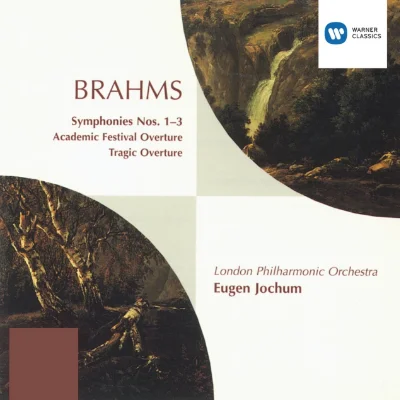 WARNER
CLASSICS
BRAHMS
Symphonies Nos. 1–3
Academic Festival Overture
Tragic Overture
London Philharmonic Orchestra
Eugen Jochum